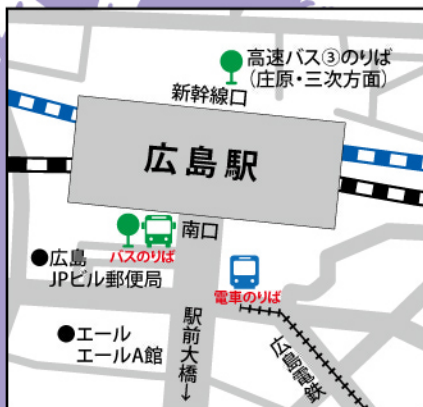 高速バス③のりば
(庄原・三次方面)
新幹線口
広島駅
南口
バスのりば
●広島
JPビル郵便局
電車のりば
●エール
エールA館
駅前大橋→
広島電鉄